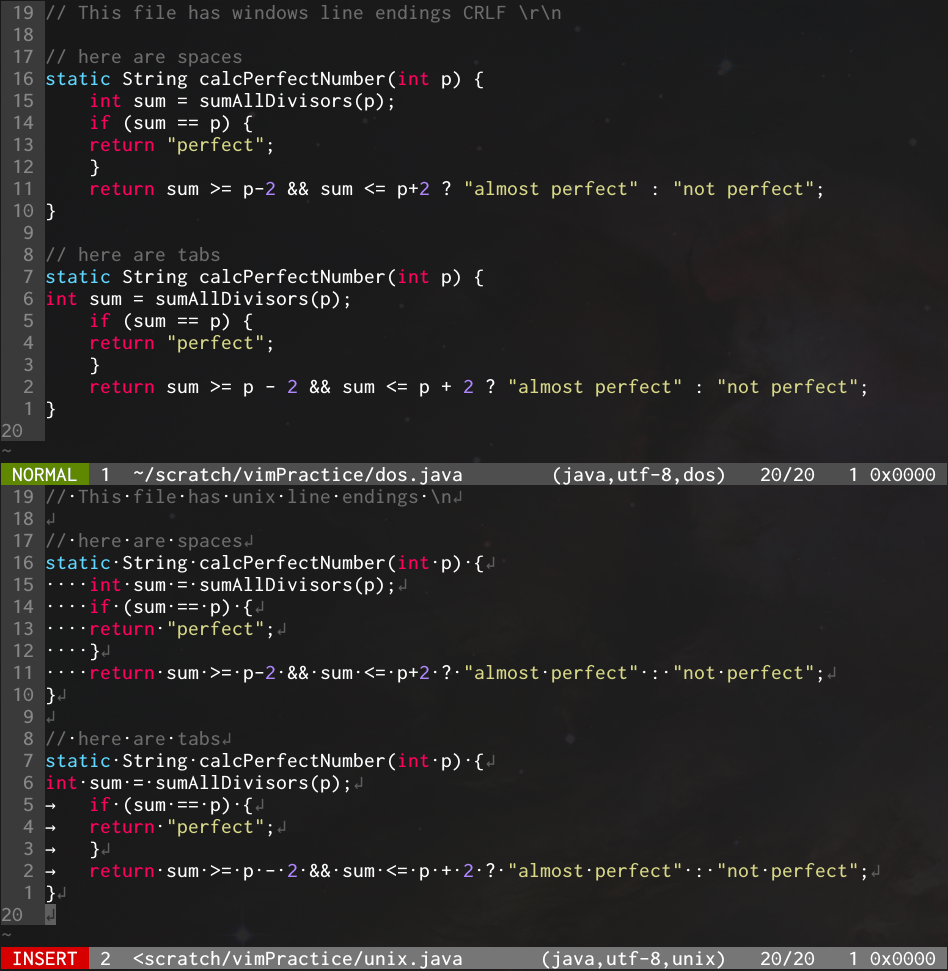 19 // This file has windows line endings CRLF \r\n
18
17 // here are spaces
16 static String calcPerfectNumber(int p) {
15     int sum = sumAllDivisors(p);
14     if (sum == p) {
13     return "perfect";
12     }
11     return sum >= p-2 && sum <= p+2 ? "almost perfect" : "not perfect";
10 }
 9
 8 // here are tabs
 7 static String calcPerfectNumber(int p) {
 6 int sum = sumAllDivisors(p);
 5     if (sum == p) {
 4     return "perfect";
 3     }
 2     return sum >= p - 2 && sum <= p + 2 ? "almost perfect" : "not perfect";
 1 }
20
~
NORMAL 1 ~/scratch/vimPractice/dos.java (java,utf-8,dos) 20/20 1 0x0000
19 //·This·file·has·unix·line·endings·\n↲
18 ↲
17 //·here·are·spaces↲
16 static·String·calcPerfectNumber(int·p)·{↲
15 ····int·sum·=·sumAllDivisors(p);↲
14 ····if·(sum·==·p)·{↲
13 ····return·"perfect";↲
12 ····}↲
11 ····return·sum·>=·p-2·&&·sum·<=·p+2·?·"almost·perfect"·:·"not·perfect";↲
10 }↲
 9 ↲
 8 //·here·are·tabs↲
 7 static·String·calcPerfectNumber(int·p)·{↲
 6 int·sum·=·sumAllDivisors(p);↲
 5 →   if·(sum·==·p)·{↲
 4 →   return·"perfect";↲
 3 →   }↲
 2 →   return·sum·>=·p·-·2·&&·sum·<=·p·+·2·?·"almost·perfect"·:·"not·perfect";↲
 1 }↲
20 ↲
~
INSERT 2 <scratch/vimPractice/unix.java (java,utf-8,unix) 20/20 1 0x0000